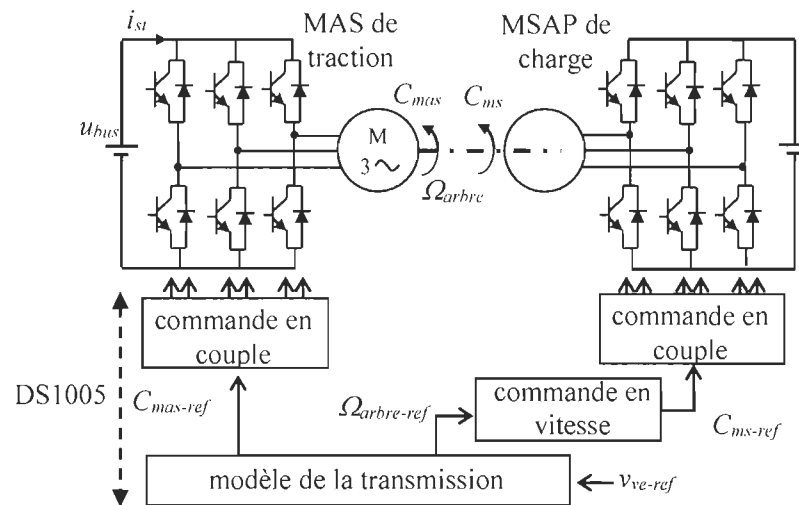 i_st
MAS de
traction
MSAP de
charge
C_mas
C_ms
u_bus
M
3~
Ω_arbre
commande en
couple
commande en
couple
DS1005
C_mas-ref
Ω_arbre-ref
commande en
vitesse
C_ms-ref
modèle de la transmission
v_ve-ref